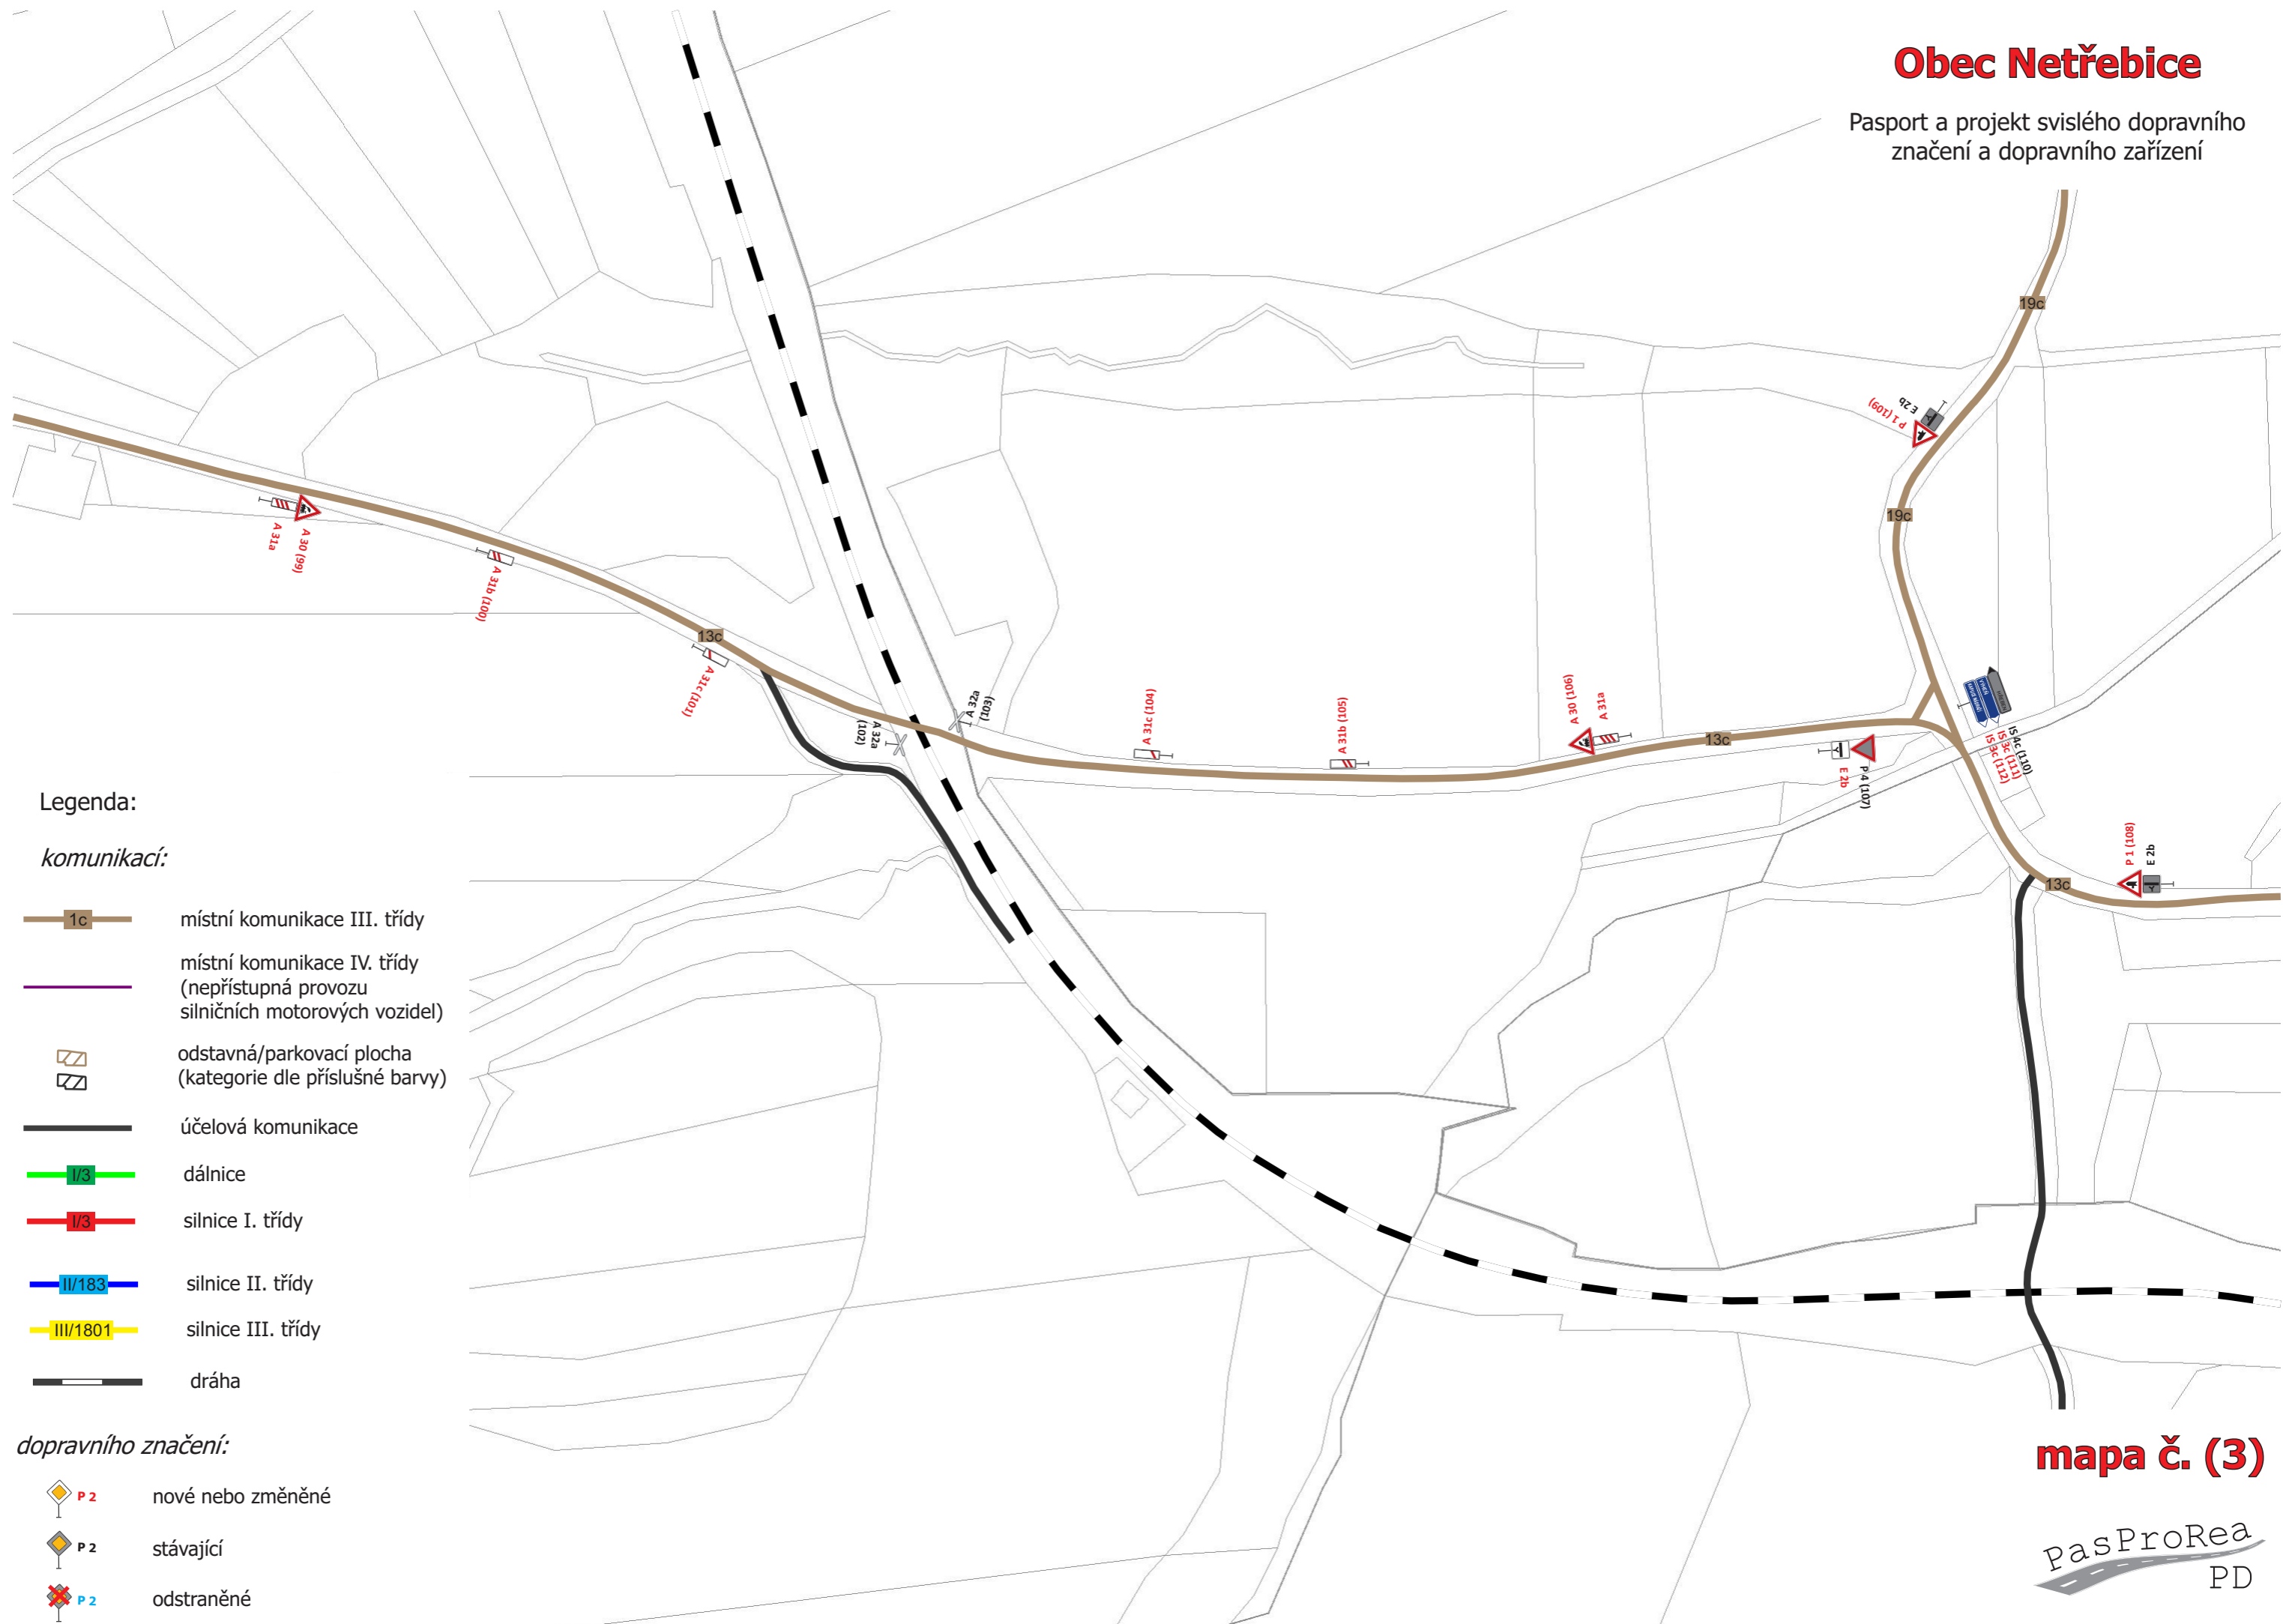 Obec Netřebice
Pasport a projekt svislého dopravního
značení a dopravního zařízení
19c
E 2b
P 1 (109)
19c
A 31a
A 30 (99)
A 31b (100)
13c
A 31c (101)
A 32a
(102)
A 32a
(103)
A 31c (104)
A 31b (105)
A 30 (106)
A 31a
13c
E 2b
P 4 (107)
IS 4c (110)
IS 3c (111)
IS 3c (112)
P 1 (108)
E 2b
13c
Legenda:
komunikací:
1c
místní komunikace III. třídy
místní komunikace IV. třídy
(nepřístupná provozu
silničních motorových vozidel)
odstavná/parkovací plocha
(kategorie dle příslušné barvy)
účelová komunikace
I/3
dálnice
I/3
silnice I. třídy
II/183
silnice II. třídy
III/1801
silnice III. třídy
dráha
dopravního značení:
P 2
nové nebo změněné
P 2
stávající
P 2
odstraněné
mapa č. (3)
PasProRea
PD